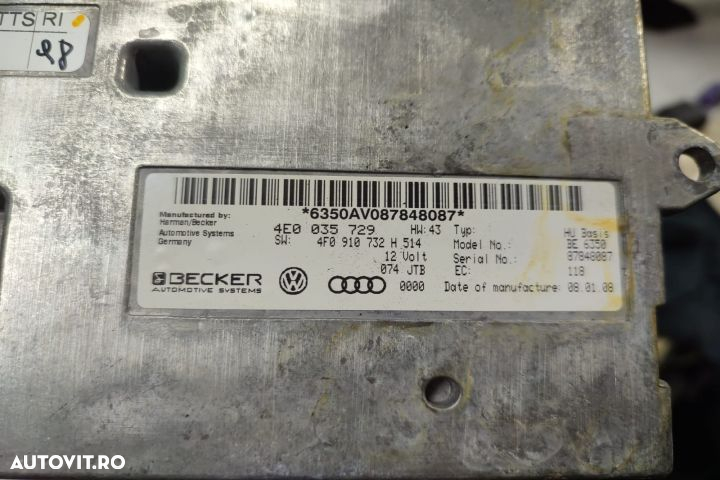 TTS RI
28
*6350AV087848087*
Manufactured by:
Harman/Becker
Automotive Systems
Germany
4E0 035 729 HW: 43 Typ: HU Basis
SW: 4F0 910 732 H 514 Model No.: BE 6350
12 Volt Serial No.: 87848087
074 JTB EC: 118
BECKER
AUTOMOTIVE SYSTEMS
0000 Date of manufacture: 08.01.08
AUTOVIT.RO